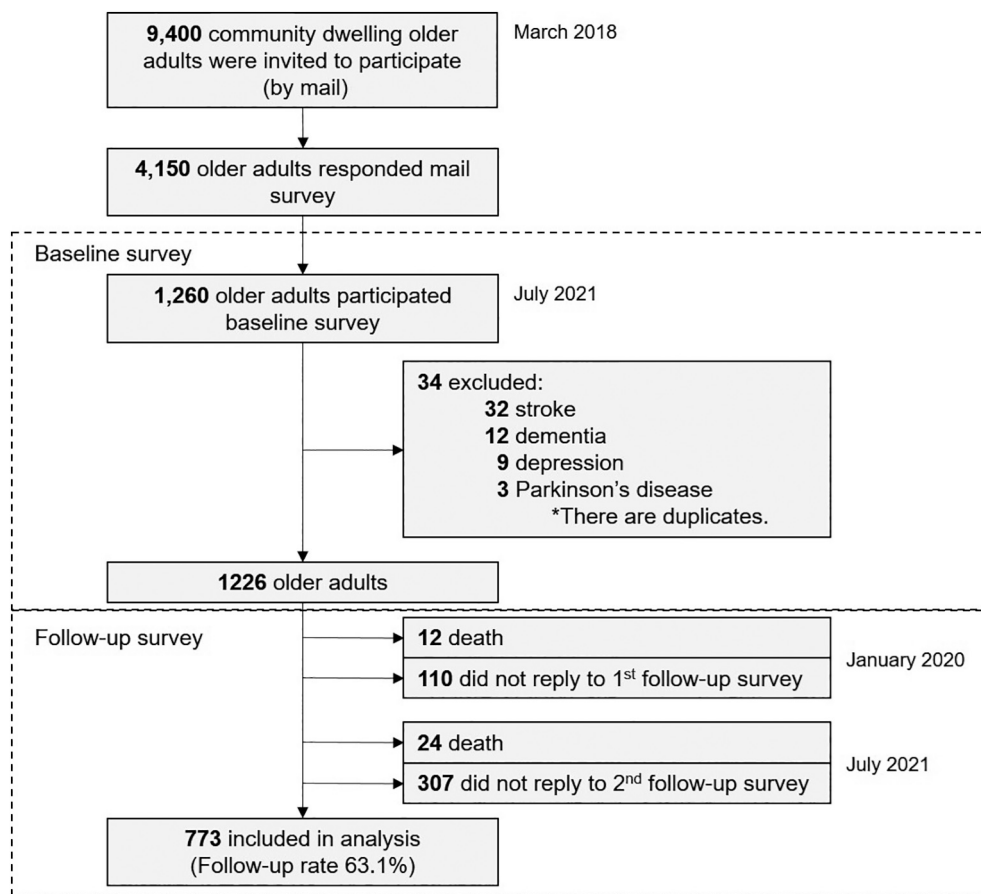 9,400 community dwelling older
adults were invited to participate
(by mail)
March 2018
4,150 older adults responded mail
survey
Baseline survey
1,260 older adults participated
baseline survey
July 2021
34 excluded:
32 stroke
12 dementia
9 depression
3 Parkinson's disease
*There are duplicates.
1226 older adults
Follow-up survey
12 death
110 did not reply to 1st follow-up survey
January 2020
24 death
307 did not reply to 2nd follow-up survey
July 2021
773 included in analysis
(Follow-up rate 63.1%)